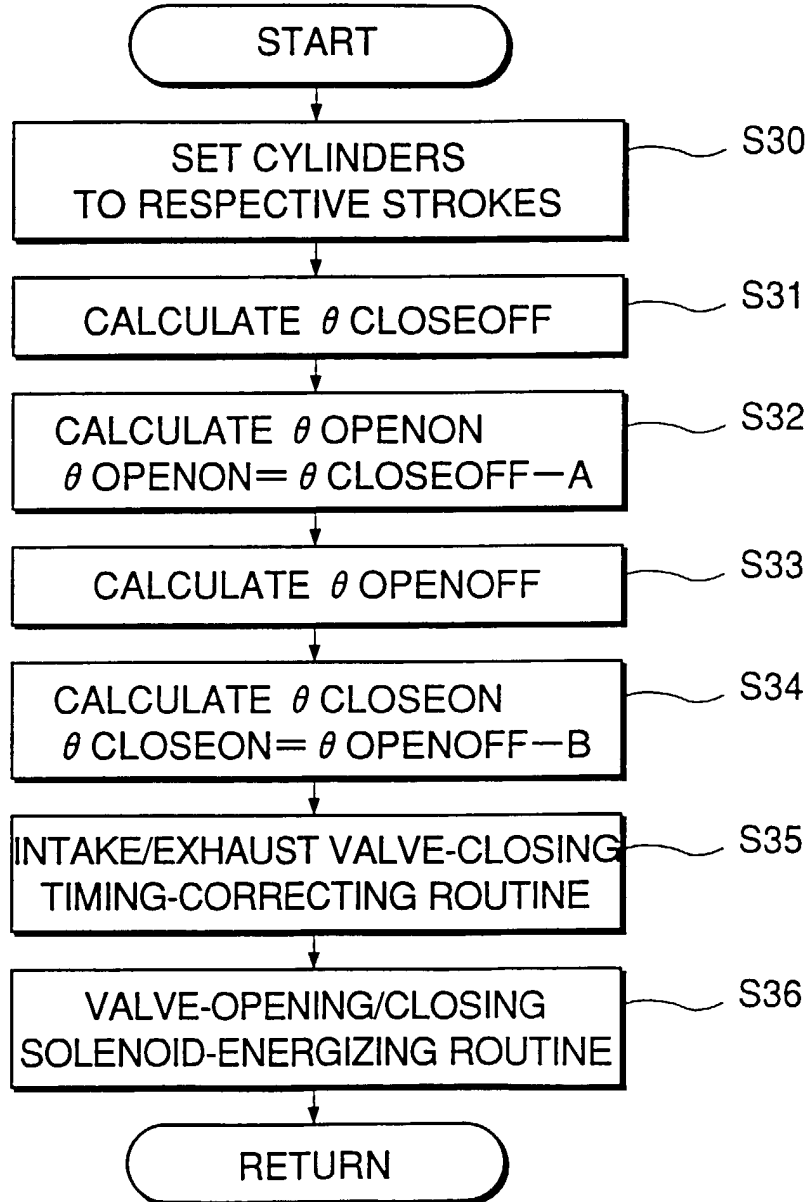 START
SET CYLINDERS
TO RESPECTIVE STROKES
S30
CALCULATE θ CLOSEOFF
S31
CALCULATE θ OPENON
θ OPENON=θ CLOSEOFF-A
S32
CALCULATE θ OPENOFF
S33
CALCULATE θ CLOSEON
θ CLOSEON=θ OPENOFF-B
S34
INTAKE/EXHAUST VALVE-CLOSING
TIMING-CORRECTING ROUTINE
S35
VALVE-OPENING/CLOSING
SOLENOID-ENERGIZING ROUTINE
S36
RETURN